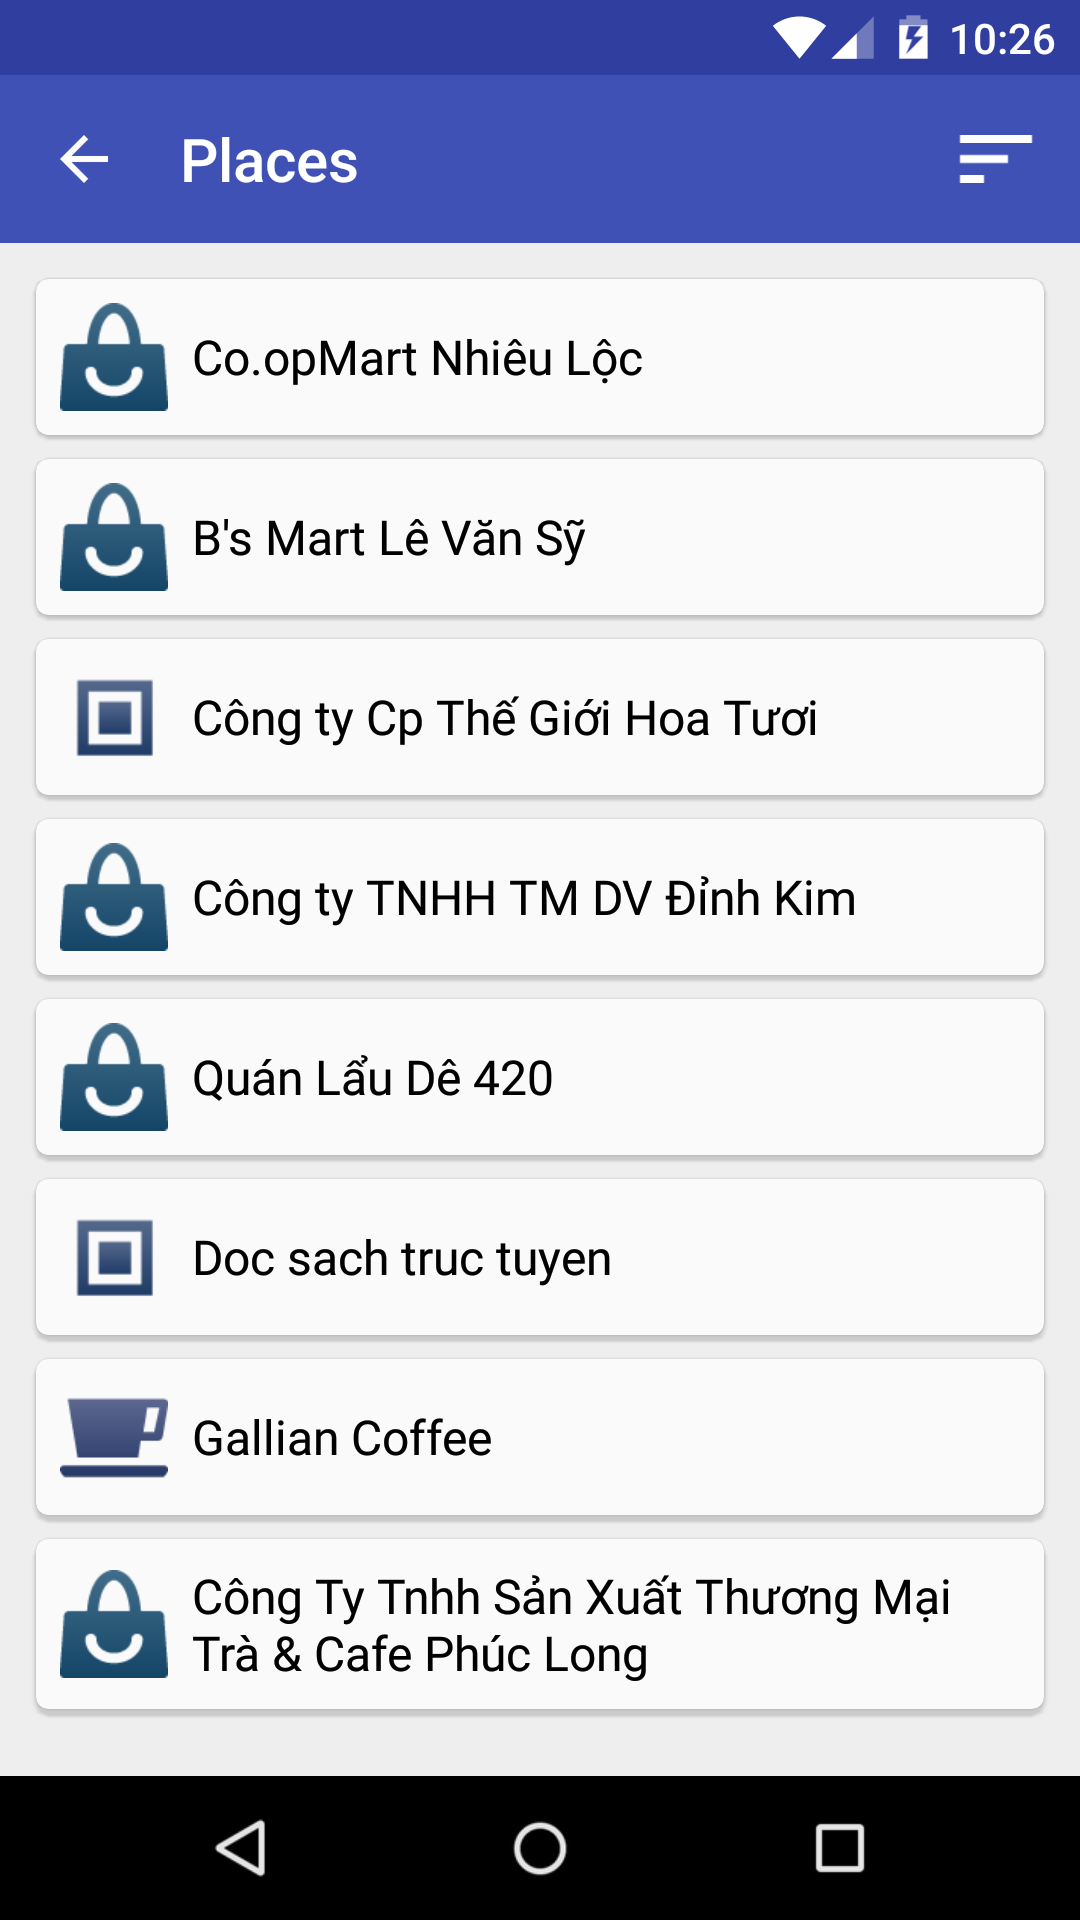 10:26
Places
Co.opMart Nhiêu Lộc
B's Mart Lê Văn Sỹ
Công ty Cp Thế Giới Hoa Tươi
Công ty TNHH TM DV Đỉnh Kim
Quán Lẩu Dê 420
Doc sach truc tuyen
Gallian Coffee
Công Ty Tnhh Sản Xuất Thương Mại
Trà & Cafe Phúc Long